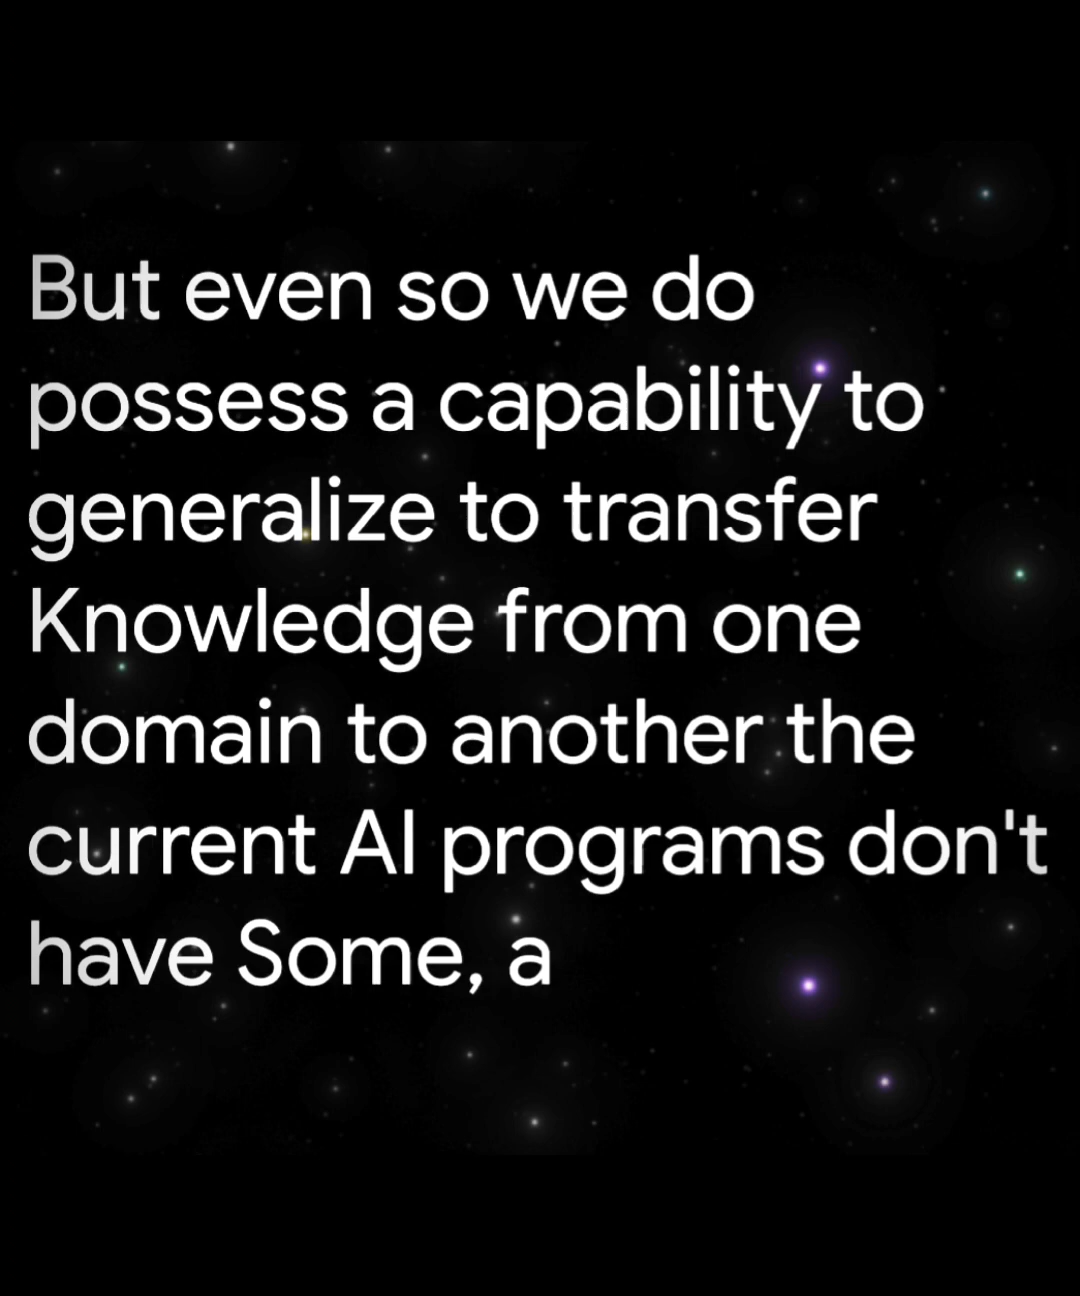 But even so we do
possess a capability to
generalize to transfer
Knowledge from one
domain to another the
current AI programs don't
have Some, a